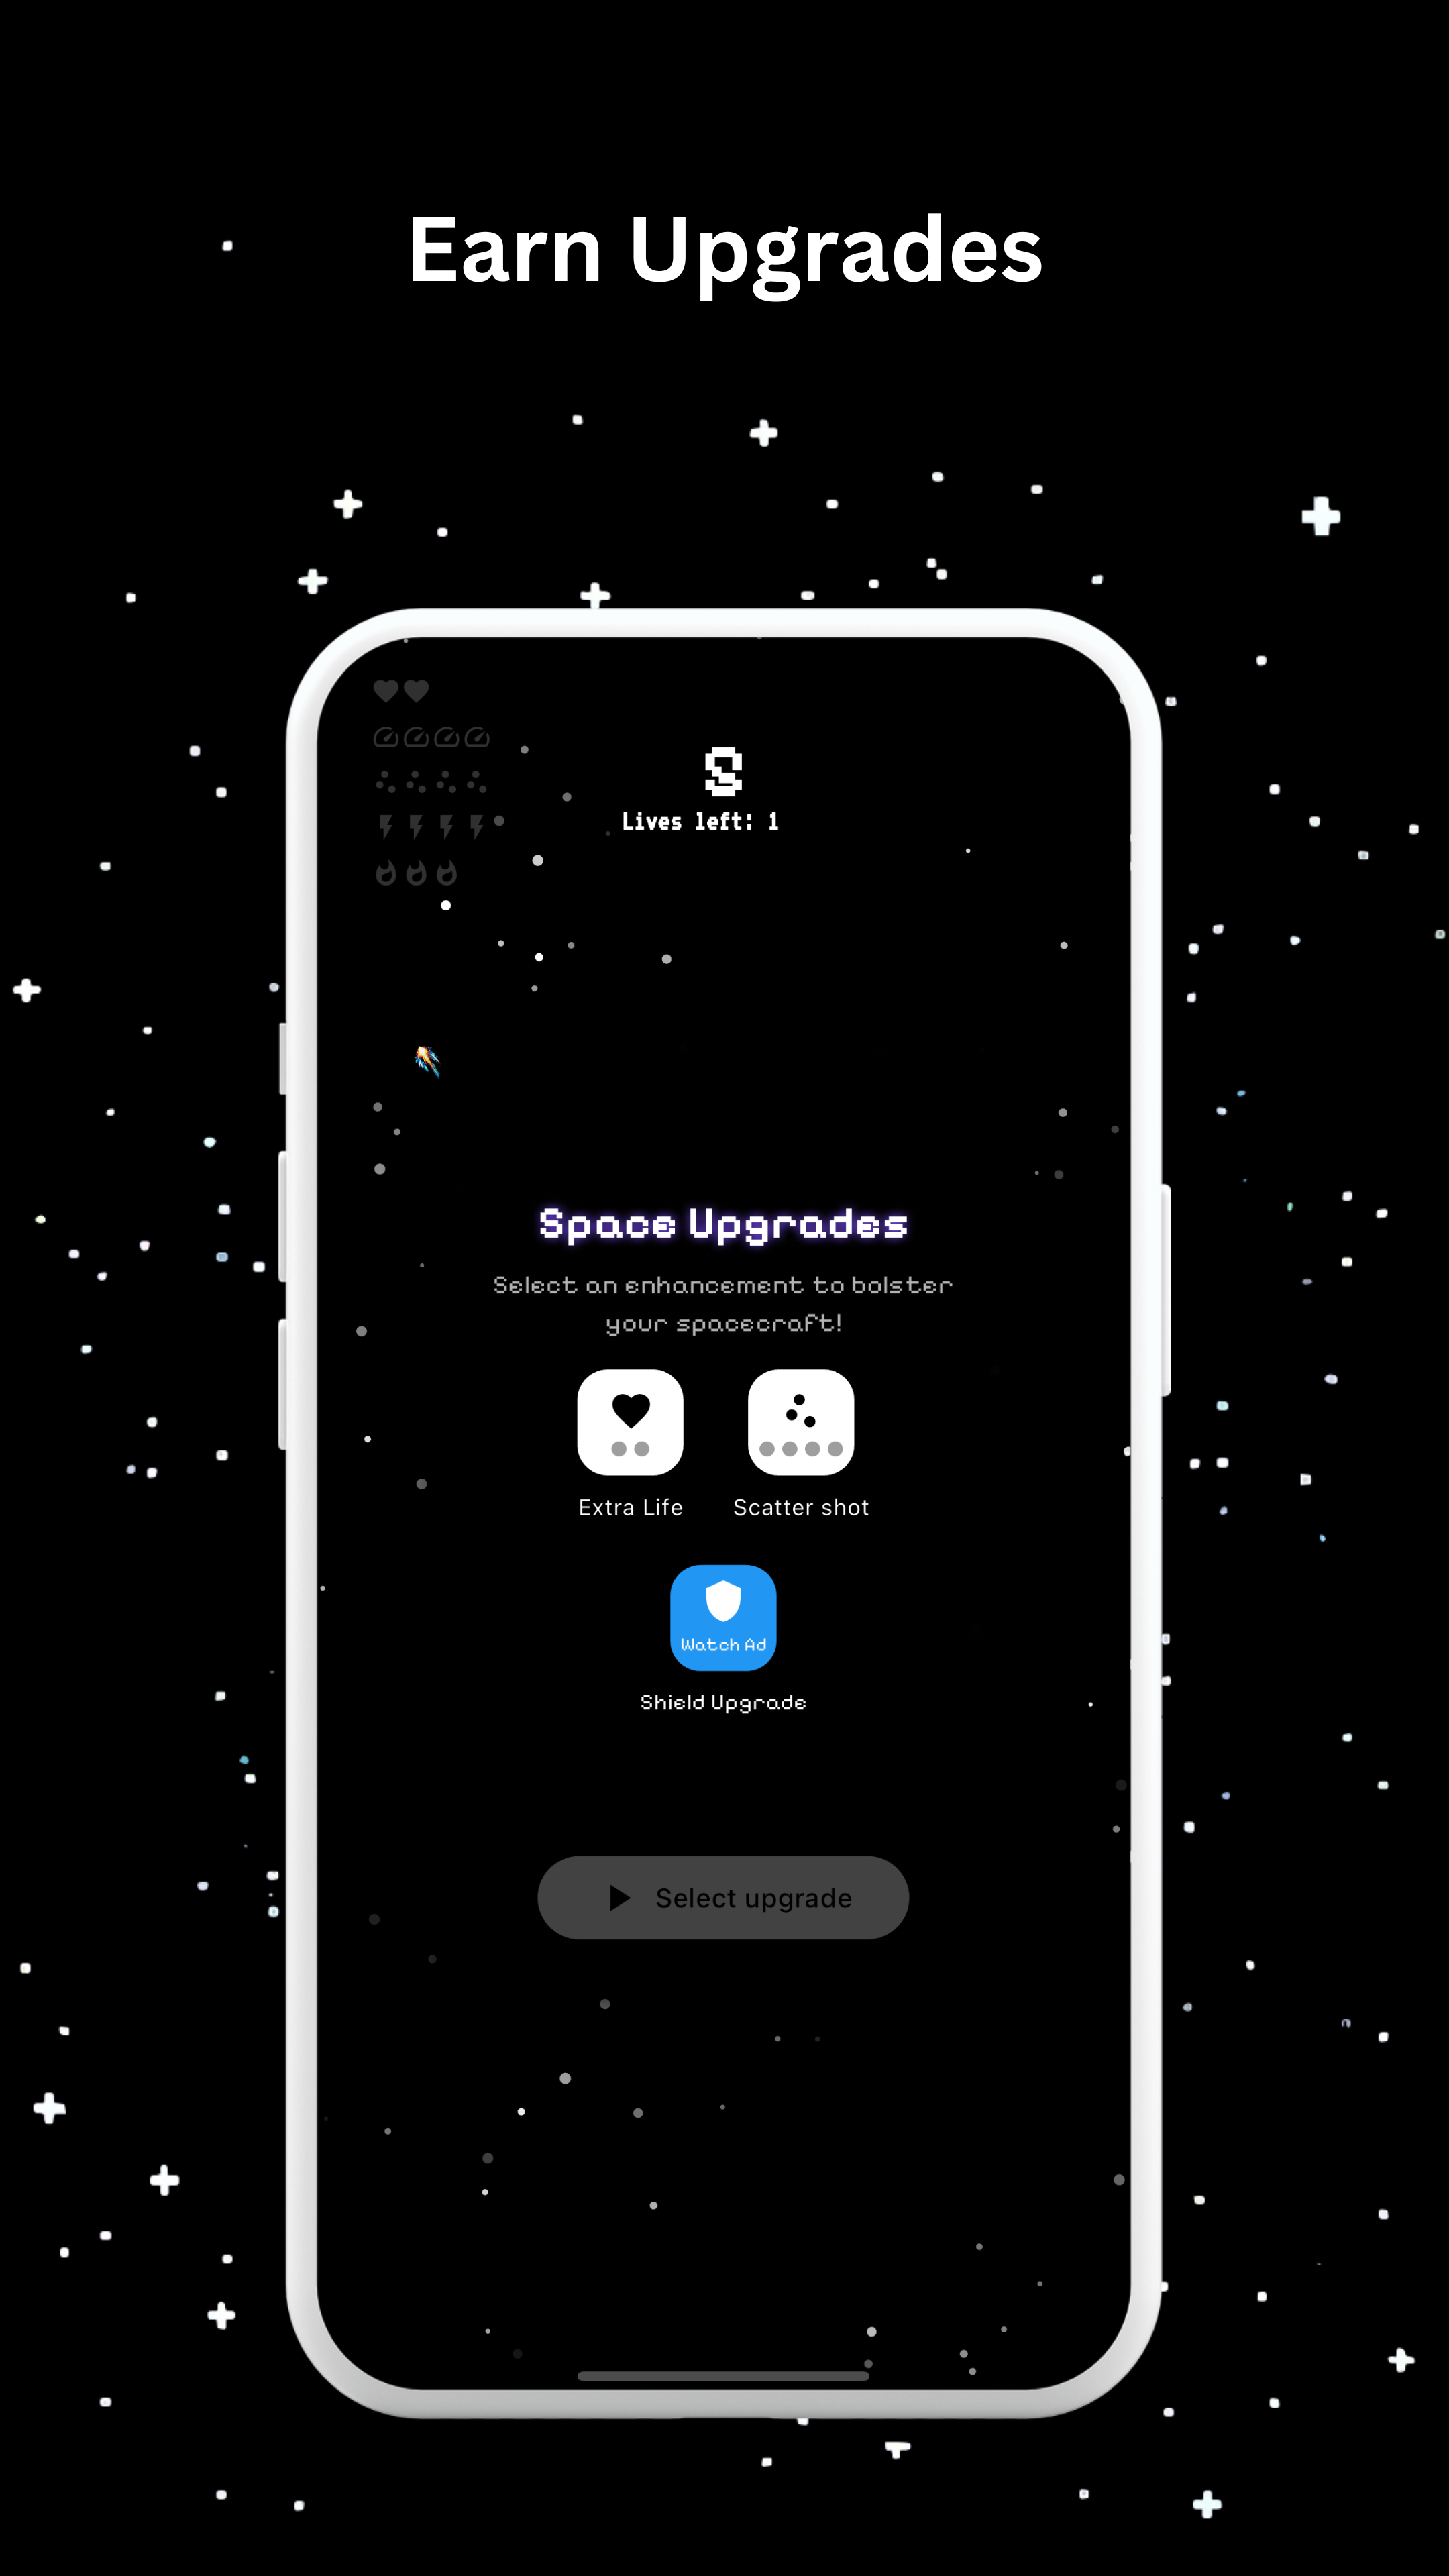 Earn Upgrades
S
Lives left: 1
Space Upgrades
Select an enhancement to bolster
your spacecraft!
Extra Life
Scatter shot
Watch Ad
Shield Upgrade
Select upgrade